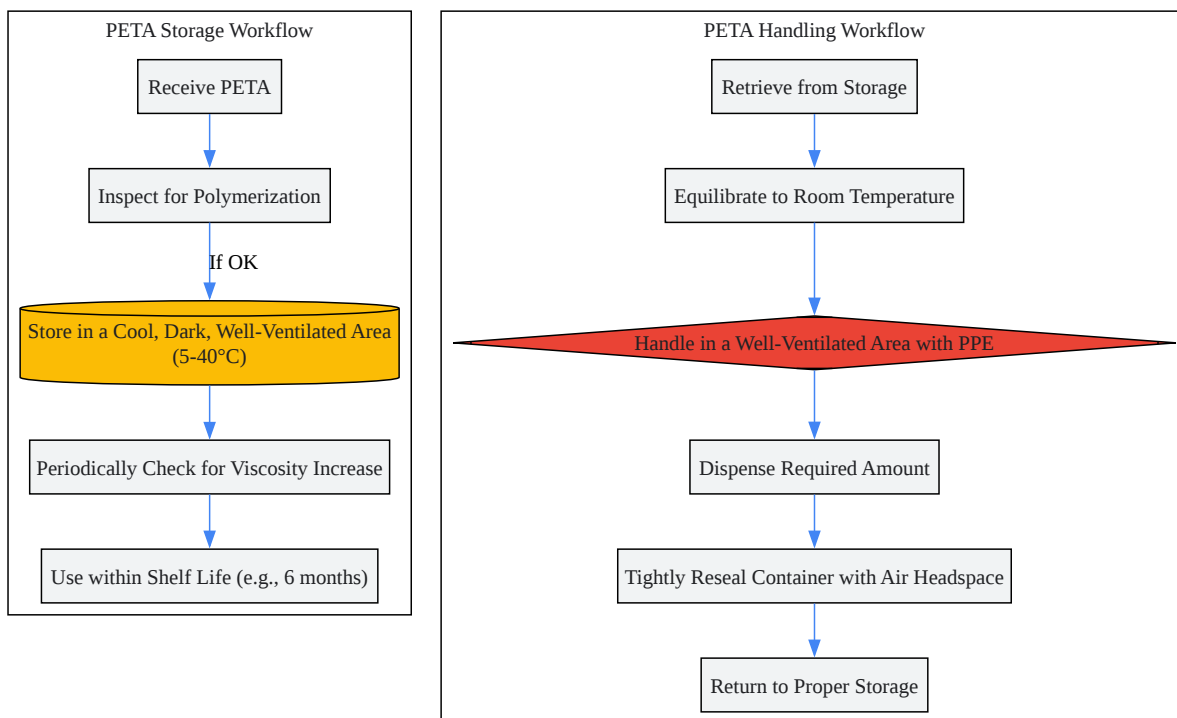 PETA Storage Workflow
Receive PETA
Inspect for Polymerization
If OK
Store in a Cool, Dark, Well-Ventilated Area
(5-40°C)
Periodically Check for Viscosity Increase
Use within Shelf Life (e.g., 6 months)
PETA Handling Workflow
Retrieve from Storage
Equilibrate to Room Temperature
Handle in a Well-Ventilated Area with PPE
Dispense Required Amount
Tightly Reseal Container with Air Headspace
Return to Proper Storage